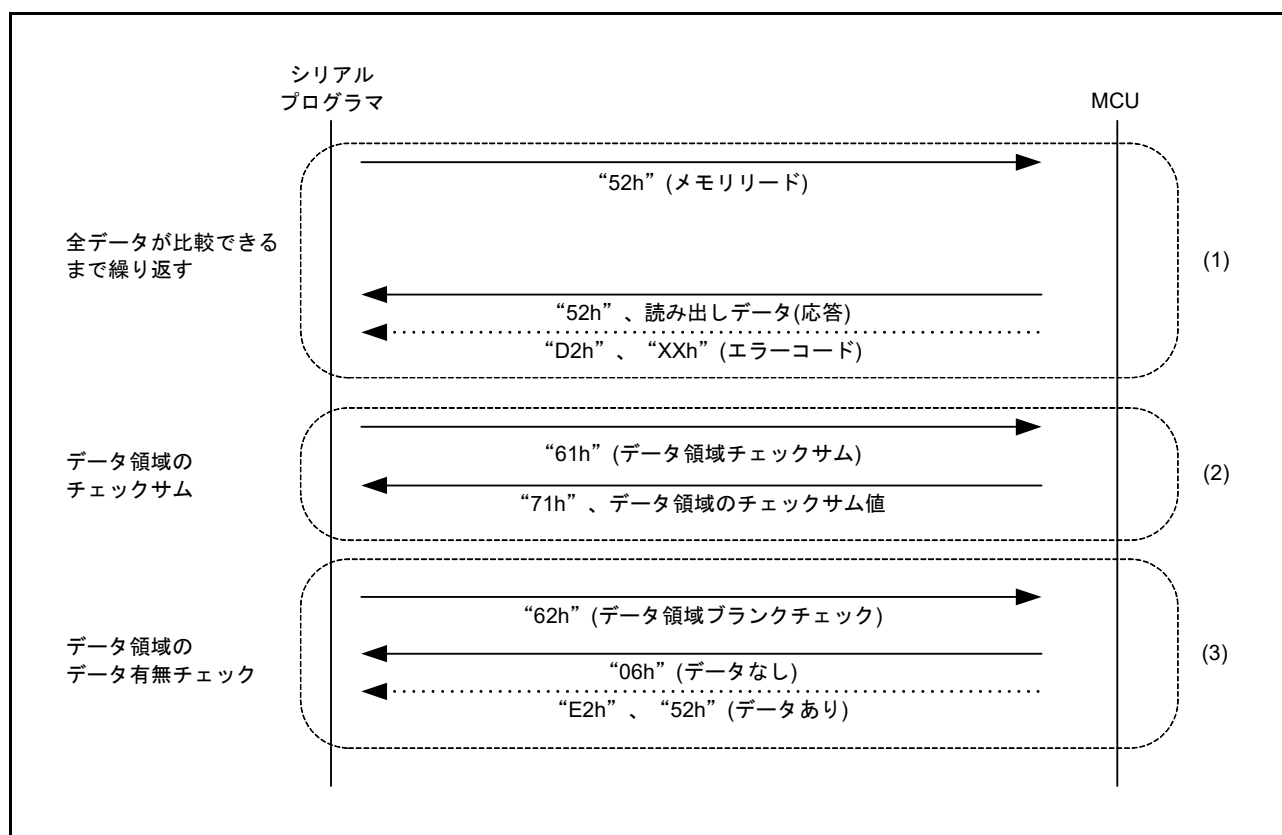 シリアル
プログラマ
MCU
“52h” (メモリリード)
全データが比較できる
まで繰り返す
(1)
“52h” 、読み出しデータ(応答)
“D2h” 、 “XXh” (エラーコード)
“61h” (データ領域チェックサム)
データ領域の
チェックサム
(2)
“71h” 、データ領域のチェックサム値
“62h” (データ領域ブランクチェック)
データ領域の
データ有無チェック
(3)
“06h” (データなし)
“E2h” 、 “52h” (データあり)